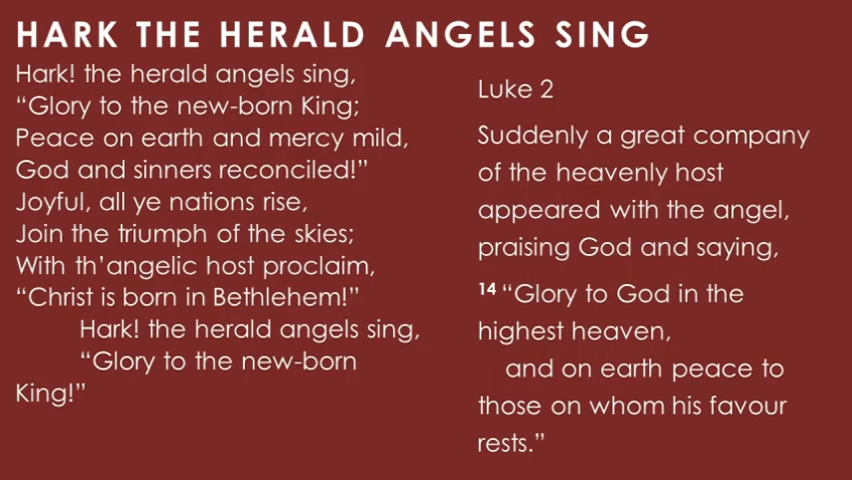 HARK THE HERALD ANGELS SING
Hark! the herald angels sing,
“Glory to the new-born King;
Peace on earth and mercy mild,
God and sinners reconciled!”
Joyful, all ye nations rise,
Join the triumph of the skies;
With th’angelic host proclaim,
“Christ is born in Bethlehem!”
Hark! the herald angels sing,
“Glory to the new-born
King!”
Luke 2
Suddenly a great company
of the heavenly host
appeared with the angel,
praising God and saying,
14 “Glory to God in the
highest heaven,
and on earth peace to
those on whom his favour
rests.”